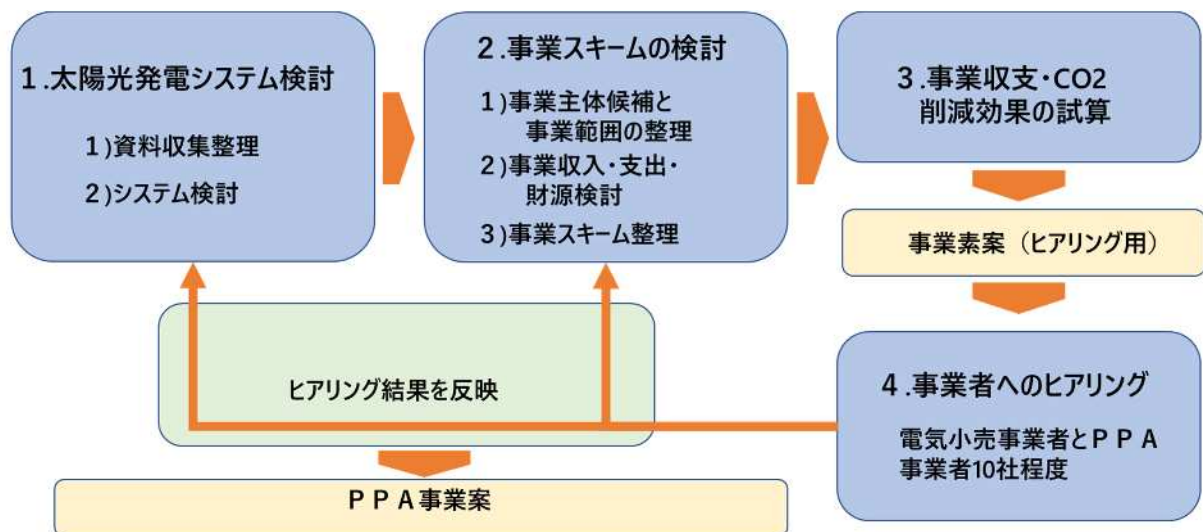 １.太陽光発電システム検討
１)資料収集整理
２)システム検討
２.事業スキームの検討
１)事業主体候補と
事業範囲の整理
２)事業収入・支出・
財源検討
３)事業スキーム整理
３.事業収支・CO2
削減効果の試算
事業素案（ヒアリング用）
４.事業者へのヒアリング
電気小売事業者とＰＰＡ
事業者10社程度
ヒアリング結果を反映
ＰＰＡ事業案